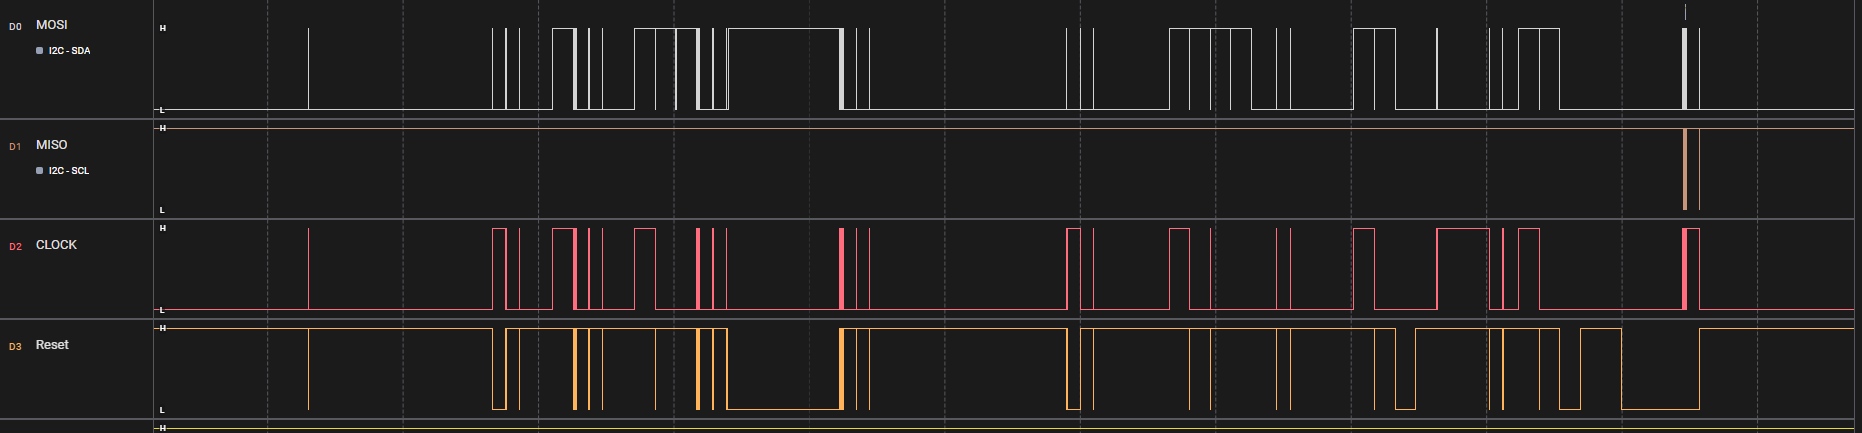 D0 MOSI H
I2C - SDA
L
H
D1 MISO
I2C - SCL
L
H
D2 CLOCK
L
H
D3 Reset
L
H